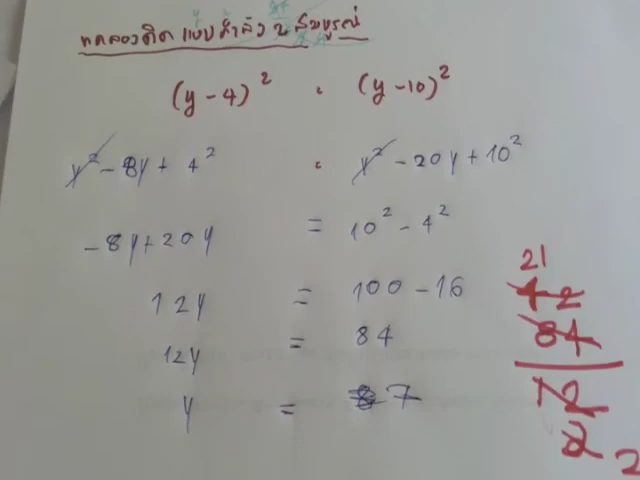 ทดลองคิดแบบกำลัง 2 สมบูรณ์
(y - 4)² = (y - 10)²
y² - 8y + 4² = y² - 20y + 10²
-8y + 20y = 10² - 4²
12y = 100 - 16
12y = 84
y = 7
21
42
84
12
2
2